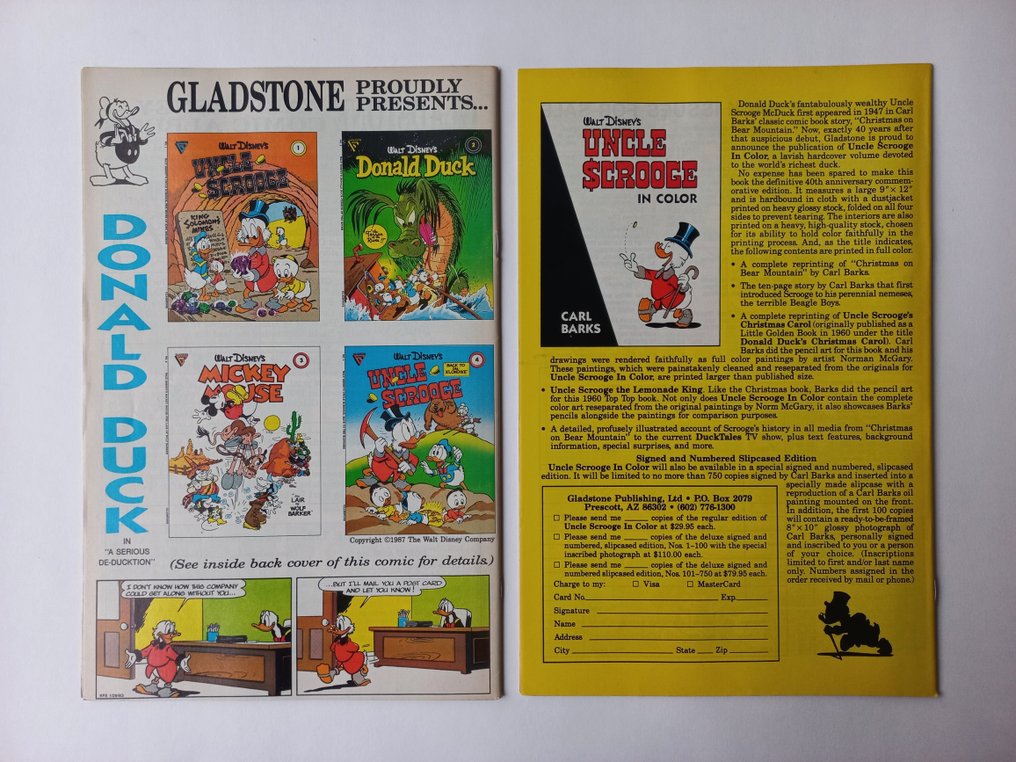 GLADSTONE PROUDLY PRESENTS...
DONALD DUCK
IN
"A SERIOUS
DE-DUCKTION"
1
UNCLE
SCROOGE
KING
SOLOMON'S
MINES
2
WALT DISNEY'S
Donald Duck
3
WALT DISNEY'S
MICKEY
MOUSE
THE
LAIR
of
WOLF
BARKER
4
WALT DISNEY'S
UNCLE
SCROOGE
BACK TO
THE
KLONDIKE
Copyright ©1987 The Walt Disney Company
(See inside back cover of this comic for details.)
I DON'T KNOW HOW THIS COMPANY
COULD GET ALONG WITHOUT YOU...
...BUT I'LL MAIL YOU A POST CARD
AND LET YOU KNOW!
WALT DISNEY'S
UNCLE
$CROOGE
IN COLOR
CARL
BARKS
Donald Duck's fantabulously wealthy Uncle
Scrooge McDuck first appeared in 1947 in Carl
Barks' classic comic book story, "Christmas on
Bear Mountain." Now, exactly 40 years after
that auspicious debut, Gladstone is proud to
announce the publication of Uncle Scrooge
In Color, a lavish hardcover volume devoted
to the world's richest duck.
No expense has been spared to make this
book the definitive 40th anniversary commem-
orative edition. It measures a large 9" × 12"
and is hardbound in cloth with a dustjacket
printed on heavy glossy stock, folded on all four
sides to prevent tearing. The interiors are also
printed on a heavy, high-quality stock, chosen
for its ability to hold color faithfully in the
printing process. And, as the title indicates,
the following contents are printed in full color.
• A complete reprinting of "Christmas on
Bear Mountain" by Carl Barks.
• The ten-page story by Carl Barks that first
introduced Scrooge to his perennial nemeses,
the terrible Beagle Boys.
• A complete reprinting of Uncle Scrooge's
Christmas Carol (originally published as a
Little Golden Book in 1960 under the title
Donald Duck's Christmas Carol). Carl
Barks did the pencil art for this book and his
drawings were rendered faithfully as full color paintings by artist Norman McGary.
These paintings, which were painstakenly cleaned and reseparated from the originals for
Uncle Scrooge In Color, are printed larger than published size.
• Uncle Scrooge the Lemonade King. Like the Christmas book, Barks did the pencil art
for this 1960 Top Top book. Not only does Uncle Scrooge In Color contain the complete
color art reseparated from the original paintings by Norm McGary, it also showcases Barks'
pencils alongside the paintings for comparison purposes.
• A detailed, profusely illustrated account of Scrooge's history in all media from "Christmas
on Bear Mountain" to the current DuckTales TV show, plus text features, background
information, special surprises, and more.
Signed and Numbered Slipcased Edition
Uncle Scrooge In Color will also be available in a special signed and numbered, slipcased
edition. It will be limited to no more than 750 copies signed by Carl Barks and inserted into a
specially made slipcase with a
reproduction of a Carl Barks oil
painting mounted on the front.
In addition, the first 100 copies
will contain a ready-to-be-framed
8" × 10" glossy photograph of
Carl Barks, personally signed
and inscribed to you or a person
of your choice. (Inscriptions
limited to first and/or last name
only. Numbers assigned in the
order received by mail or phone.)
Gladstone Publishing, Ltd • P.O. Box 2079
Prescott, AZ 86302 • (602) 776-1300
☐ Please send me _____ copies of the regular edition of
Uncle Scrooge In Color at $29.95 each.
☐ Please send me _____ copies of the deluxe signed and
numbered, slipcased edition, Nos. 1–100 with the special
inscribed photograph at $110.00 each.
☐ Please send me _____ copies of the deluxe signed and
numbered slipcased edition, Nos. 101–750 at $79.95 each.
Charge to my: ☐ Visa ☐ MasterCard
Card No. _____ Exp. _____
Signature _____
Name _____
Address _____
City _____ State ___ Zip _____